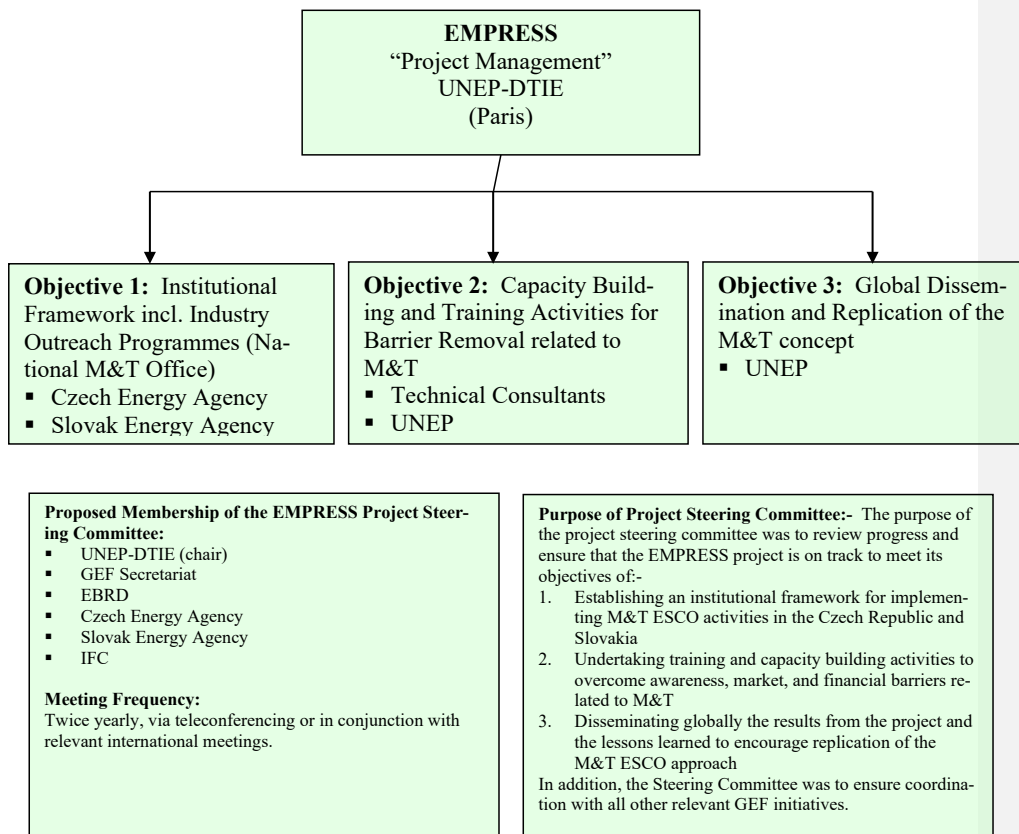 EMPRESS
“Project Management”
UNEP-DTIE
(Paris)
Objective 1: Institutional
Framework incl. Industry
Outreach Programmes (Na-
tional M&T Office)
▪ Czech Energy Agency
▪ Slovak Energy Agency
Objective 2: Capacity Build-
ing and Training Activities for
Barrier Removal related to
M&T
▪ Technical Consultants
▪ UNEP
Objective 3: Global Dissem-
ination and Replication of the
M&T concept
▪ UNEP
Proposed Membership of the EMPRESS Project Steer-
ing Committee:
▪ UNEP-DTIE (chair)
▪ GEF Secretariat
▪ EBRD
▪ Czech Energy Agency
▪ Slovak Energy Agency
▪ IFC
Meeting Frequency:
Twice yearly, via teleconferencing or in conjunction with
relevant international meetings.
Purpose of Project Steering Committee:- The purpose of
the project steering committee was to review progress and
ensure that the EMPRESS project is on track to meet its
objectives of:-
1. Establishing an institutional framework for implemen-
ting M&T ESCO activities in the Czech Republic and
Slovakia
2. Undertaking training and capacity building activities to
overcome awareness, market, and financial barriers re-
lated to M&T
3. Disseminating globally the results from the project and
the lessons learned to encourage replication of the
M&T ESCO approach
In addition, the Steering Committee was to ensure coordina-
tion with all other relevant GEF initiatives.